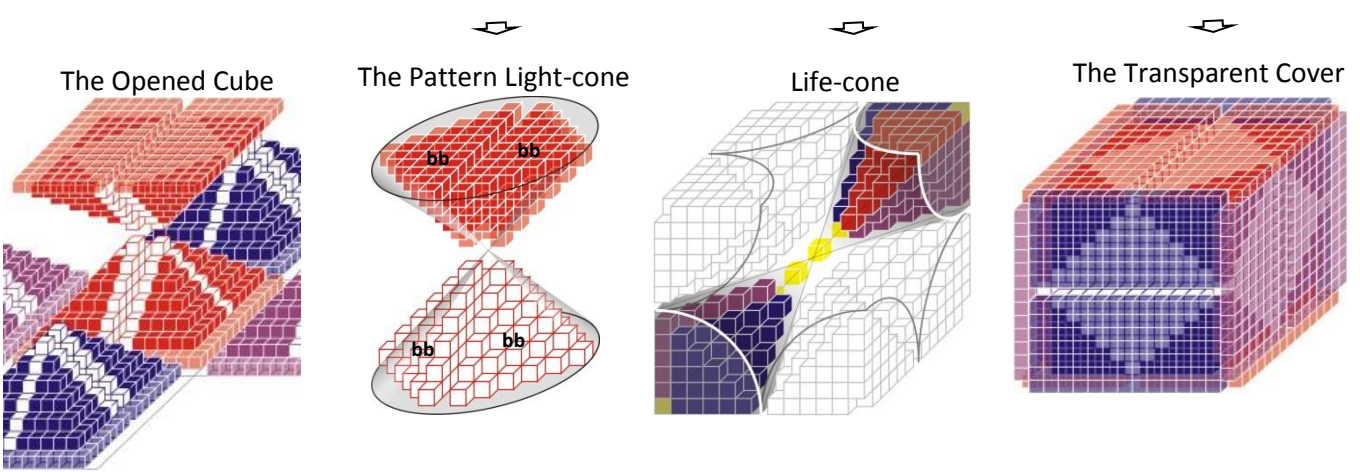 The Opened Cube
The Pattern Light-cone
Life-cone
The Transparent Cover
bb
bb
bb
bb